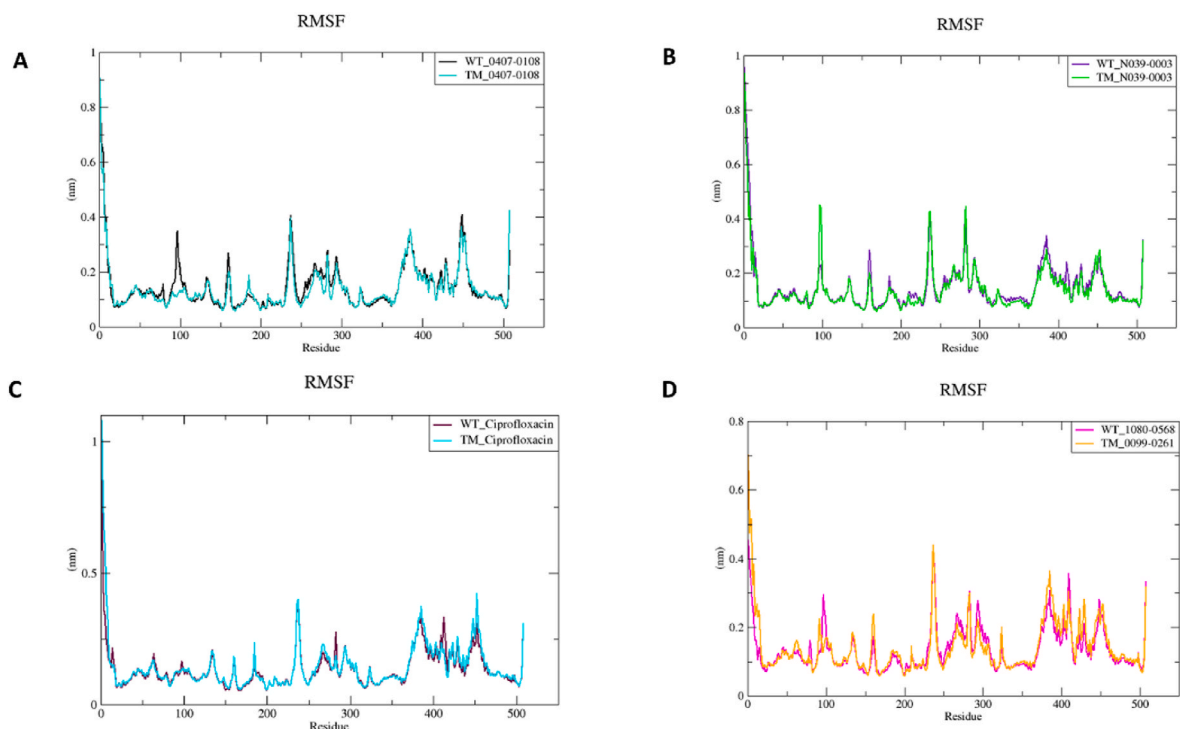 RMSF
A
WT_0407-0108
TM_0407-0108
1
0.8
0.6
0.4
0.2
0
(nm)
0 100 200 300 400 500
Residue
RMSF
B
WT_N039-0003
TM_N039-0003
1
0.8
0.6
0.4
0.2
0
(nm)
0 100 200 300 400 500
Residue
RMSF
C
WT_Ciprofloxacin
TM_Ciprofloxacin
1
0.5
0
(nm)
0 100 200 300 400 500
Residue
RMSF
D
WT_1080-0568
TM_0099-0261
0.8
0.6
0.4
0.2
0
(nm)
0 100 200 300 400 500
Residue